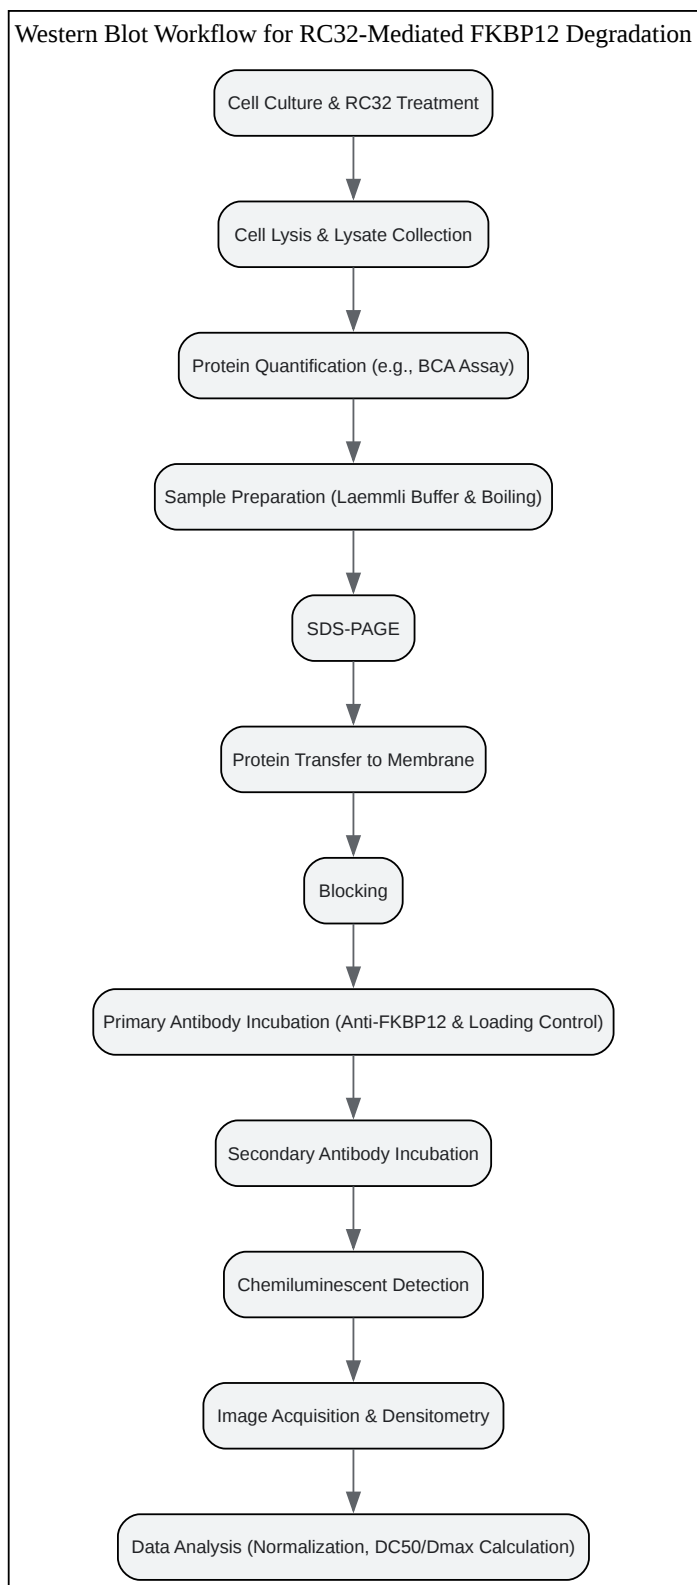 Western Blot Workflow for RC32-Mediated FKBP12 Degradation
Cell Culture & RC32 Treatment
Cell Lysis & Lysate Collection
Protein Quantification (e.g., BCA Assay)
Sample Preparation (Laemmli Buffer & Boiling)
SDS-PAGE
Protein Transfer to Membrane
Blocking
Primary Antibody Incubation (Anti-FKBP12 & Loading Control)
Secondary Antibody Incubation
Chemiluminescent Detection
Image Acquisition & Densitometry
Data Analysis (Normalization, DC50/Dmax Calculation)